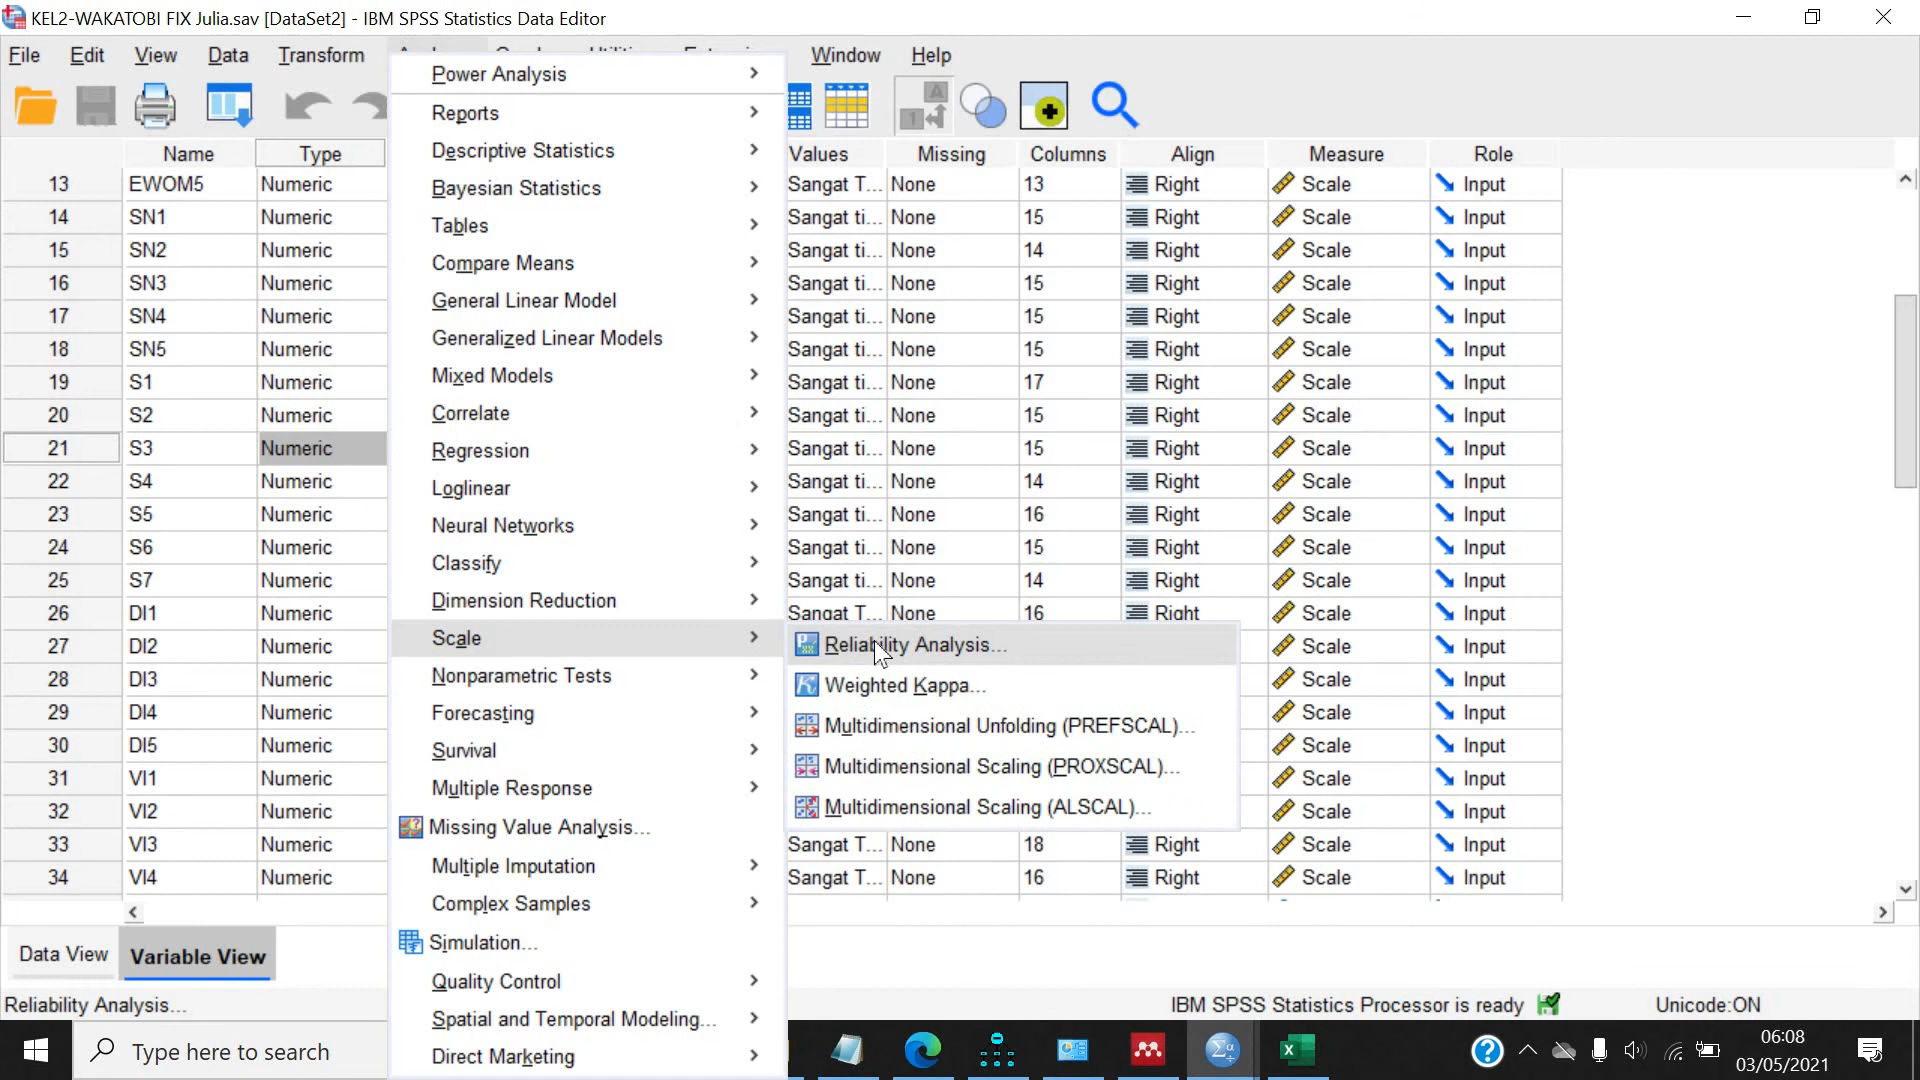 KEL2-WAKATOBI FIX Julia.sav [DataSet2] - IBM SPSS Statistics Data Editor
File Edit View Data Transform Window Help
Power Analysis
Reports
Descriptive Statistics
Bayesian Statistics
Tables
Compare Means
General Linear Model
Generalized Linear Models
Mixed Models
Correlate
Regression
Loglinear
Neural Networks
Classify
Dimension Reduction
Scale
Nonparametric Tests
Forecasting
Survival
Multiple Response
Missing Value Analysis...
Multiple Imputation
Complex Samples
Simulation...
Quality Control
Spatial and Temporal Modeling...
Direct Marketing
Reliability Analysis...
Weighted Kappa...
Multidimensional Unfolding (PREFSCAL)...
Multidimensional Scaling (PROXSCAL)...
Multidimensional Scaling (ALSCAL)...
Name Type Values Missing Columns Align Measure Role
13 EWOM5 Numeric Sangat T... None 13 Right Scale Input
14 SN1 Numeric Sangat ti... None 15 Right Scale Input
15 SN2 Numeric Sangat ti... None 14 Right Scale Input
16 SN3 Numeric Sangat ti... None 15 Right Scale Input
17 SN4 Numeric Sangat ti... None 15 Right Scale Input
18 SN5 Numeric Sangat ti... None 15 Right Scale Input
19 S1 Numeric Sangat ti... None 17 Right Scale Input
20 S2 Numeric Sangat ti... None 15 Right Scale Input
21 S3 Numeric Sangat ti... None 15 Right Scale Input
22 S4 Numeric Sangat ti... None 14 Right Scale Input
23 S5 Numeric Sangat ti... None 16 Right Scale Input
24 S6 Numeric Sangat ti... None 15 Right Scale Input
25 S7 Numeric Sangat ti... None 14 Right Scale Input
26 DI1 Numeric Sangat T... None 16 Right Scale Input
27 DI2 Numeric Scale Input
28 DI3 Numeric Scale Input
29 DI4 Numeric Scale Input
30 DI5 Numeric Scale Input
31 VI1 Numeric Scale Input
32 VI2 Numeric Scale Input
33 VI3 Numeric Sangat T... None 18 Right Scale Input
34 VI4 Numeric Sangat T... None 16 Right Scale Input
Data View Variable View
Reliability Analysis... IBM SPSS Statistics Processor is ready Unicode:ON
Type here to search
06:08
03/05/2021